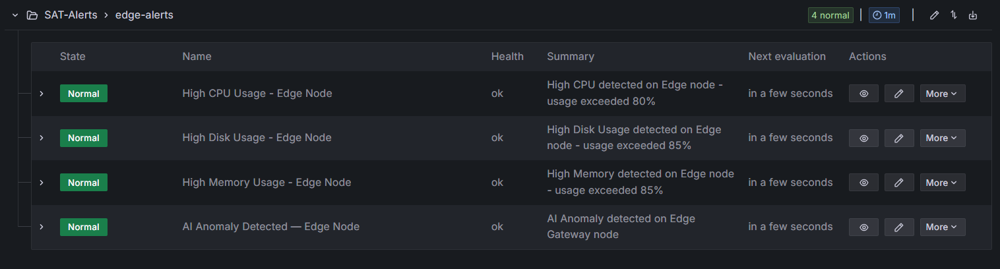 SAT-Alerts > edge-alerts 4 normal 1m
State Name Health Summary Next evaluation Actions
Normal High CPU Usage - Edge Node ok High CPU detected on Edge node - in a few seconds More
usage exceeded 80%
Normal High Disk Usage - Edge Node ok High Disk Usage detected on Edge in a few seconds More
node - usage exceeded 85%
Normal High Memory Usage - Edge Node ok High Memory detected on Edge node in a few seconds More
- usage exceeded 85%
Normal AI Anomaly Detected — Edge Node ok AI Anomaly detected on Edge in a few seconds More
Gateway node